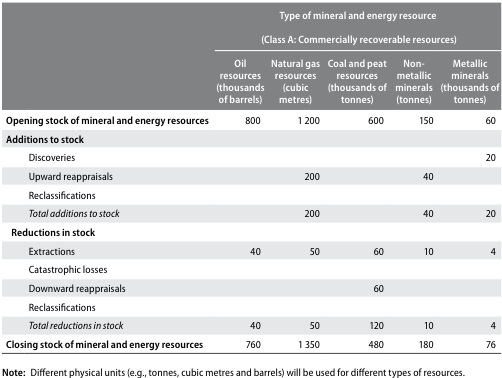 Type of mineral and energy resource
(Class A: Commercially recoverable resources)
Oil resources (thousands of barrels) Natural gas resources (cubic metres) Coal and peat resources (thousands of tonnes) Non-metallic minerals (tonnes) Metallic minerals (thousands of tonnes)
Opening stock of mineral and energy resources 800 1 200 600 150 60
Additions to stock
Discoveries 20
Upward reappraisals 200 40
Reclassifications
Total additions to stock 200 40 20
Reductions in stock
Extractions 40 50 60 10 4
Catastrophic losses
Downward reappraisals 60
Reclassifications
Total reductions in stock 40 50 120 10 4
Closing stock of mineral and energy resources 760 1 350 480 180 76
Note: Different physical units (e.g., tonnes, cubic metres and barrels) will be used for different types of resources.